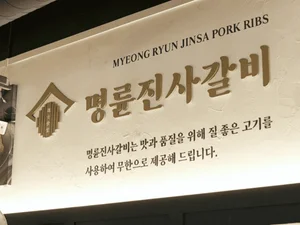 MYEONG RYUN JINSA PORK RIBS
명륜진사갈비
명륜진사갈비는 맛과 품질을 위해 질 좋은 고기를
사용하여 무한으로 제공해 드립니다.